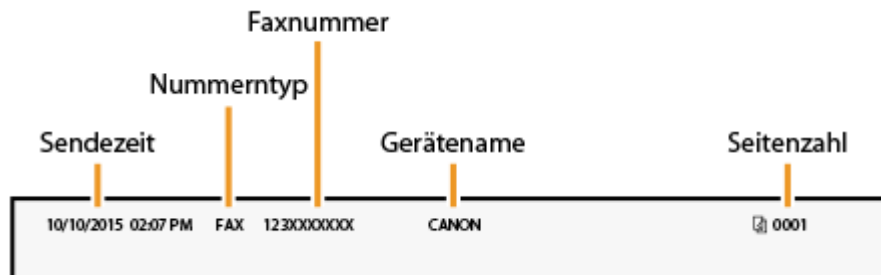 Faxnummer
Nummerntyp
Sendezeit Gerätename Seitenzahl
10/10/2015 02:07 PM FAX 123XXXXXXX CANON 0001